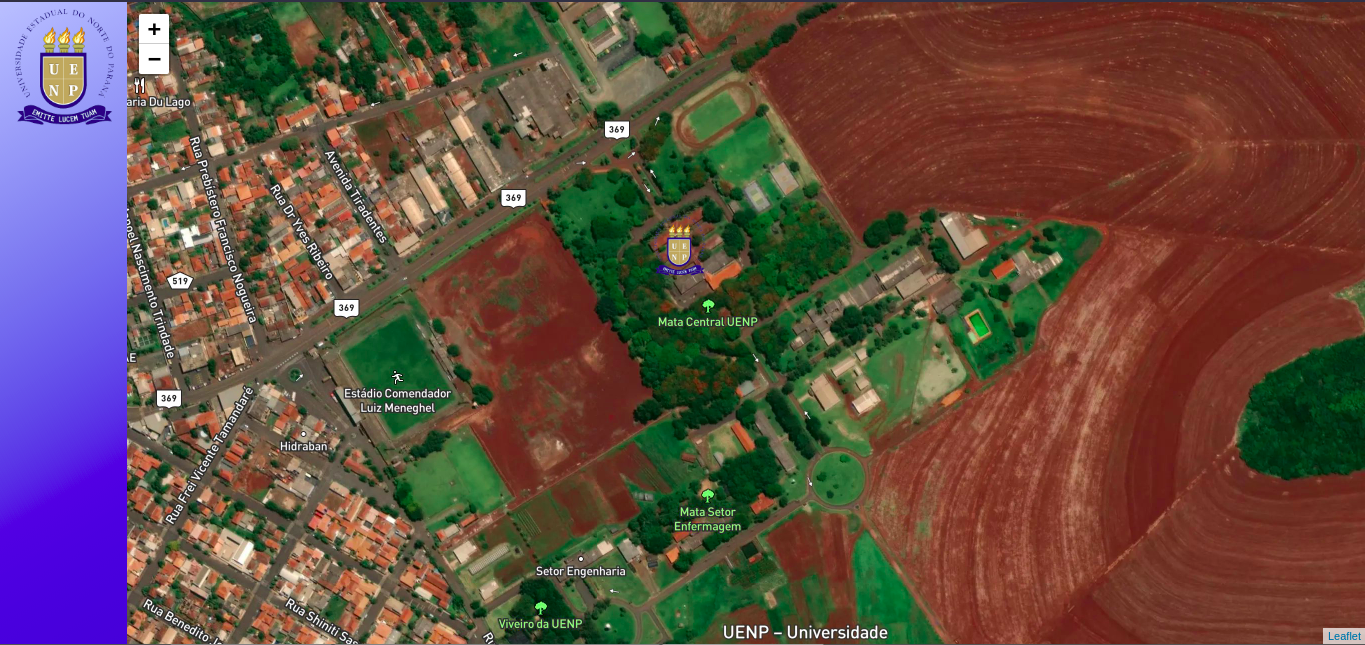 UNIVERSIDADE ESTADUAL DO NORTE DO PARANÁ
U E
N P
EMITTE LUCEM TUAM
+
−
aria Du Lago
369
Rua Prebistero Francisco Nogueira
Avenida Tiradentes
Rua Dr Yves Ribeiro
369
Nascimento Trindade
519
U E
N P
369
Mata Central UENP
AE
369
Estádio Comendador
Luiz Meneghel
Rua Frei Vicente Tamandaré
Hidraban
Mata Setor
Enfermagem
Setor Engenharia
Rua Benedito
Rua Shiniti Sas
Viveiro da UENP
UENP – Universidade
Leaflet